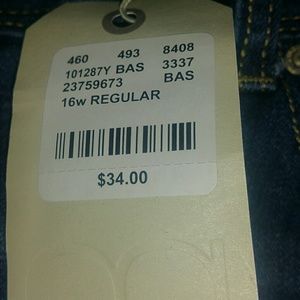 460 493 8408
101287Y BAS 3337
23759673 BAS
16w REGULAR
$34.00